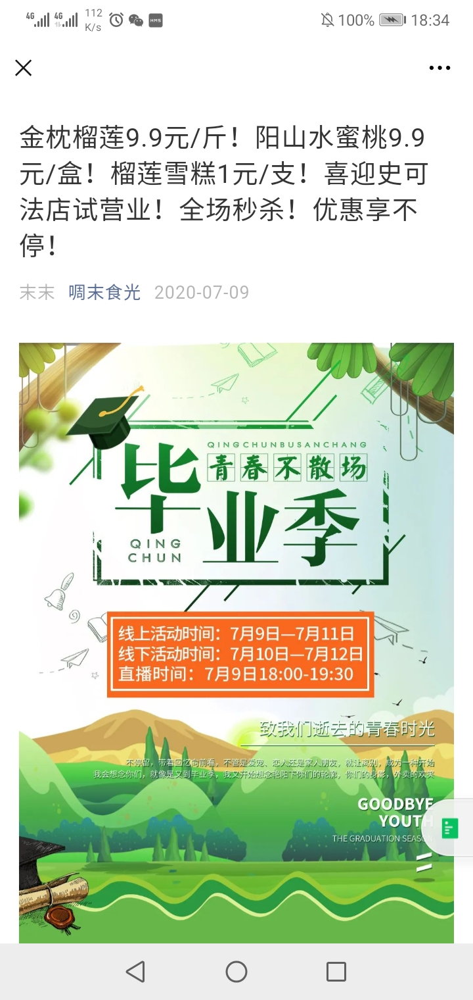 4G 4G 112 K/s HMS 100% 18:34
金枕榴莲9.9元/斤！阳山水蜜桃9.9
元/盒！榴莲雪糕1元/支！喜迎史可
法店试营业！全场秒杀！优惠享不
停！
末末 啁末食光 2020-07-09
QINGCHUNBUSANCHANG
青春不散场
毕业季
QING
CHUN
线上活动时间：7月9日—7月11日
线下活动时间：7月10日—7月12日
直播时间：7月9日18:00-19:30
致我们逝去的青春时光
不停留，带着回忆向前看，不管是爱宠、恋人还是家人朋友，就让离别，成为一种开始
我会想念你们，就像是又到毕业季，我又开始想念艳阳下你们的轮廓，你们的身影，外卖的欢笑
GOODBYE
YOUTH
THE GRADUATION SEASON